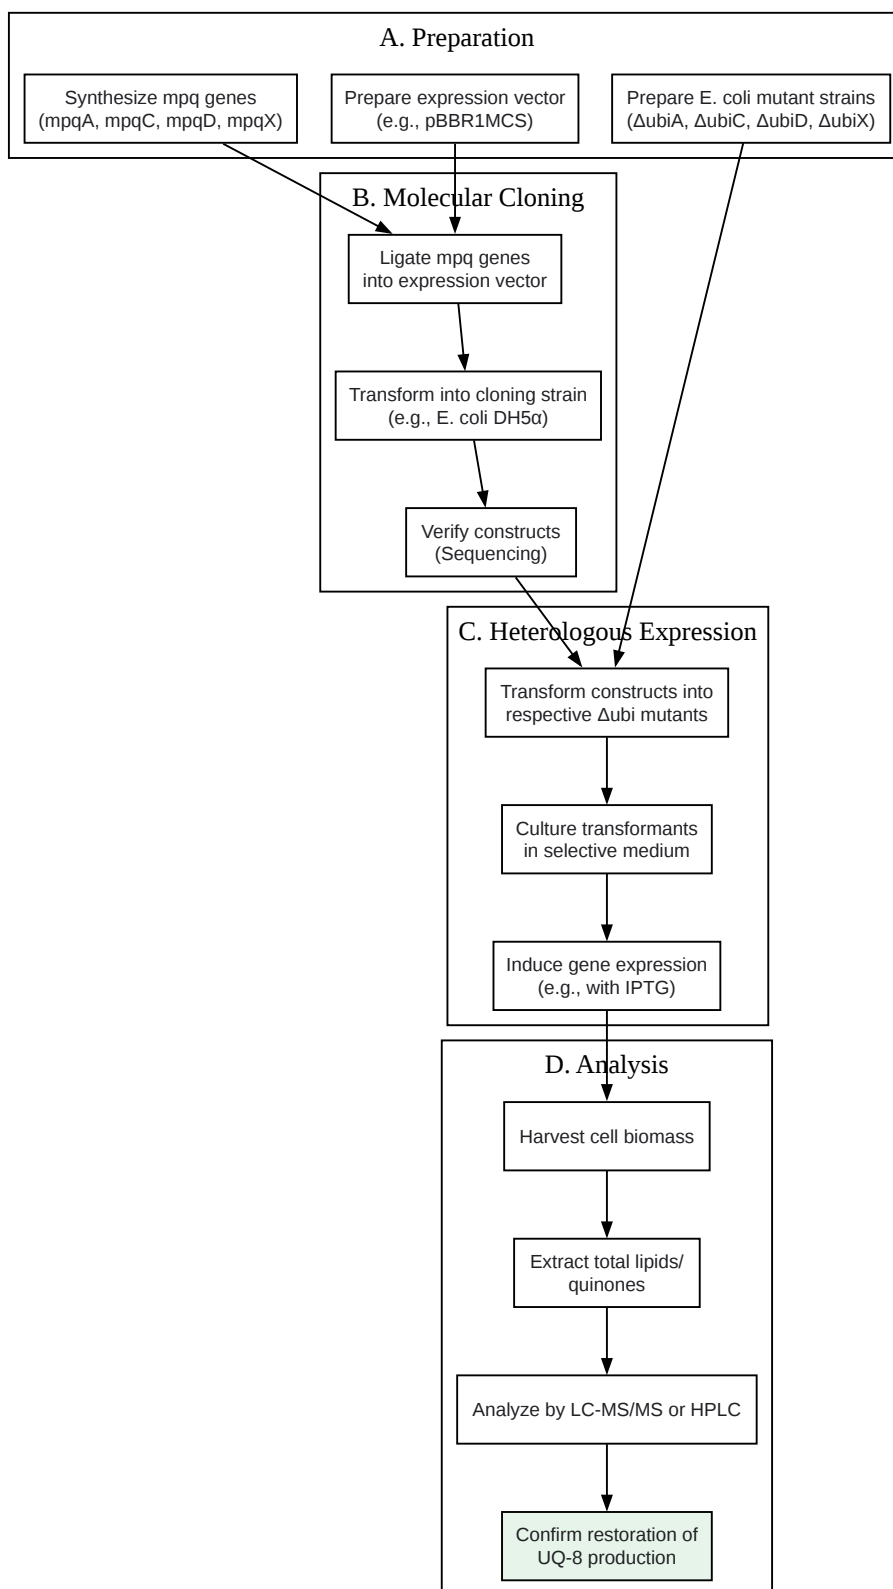 A. Preparation
Synthesize mpq genes
(mpqA, mpqC, mpqD, mpqX)
Prepare expression vector
(e.g., pBBR1MCS)
Prepare E. coli mutant strains
(ΔubiA, ΔubiC, ΔubiD, ΔubiX)
B. Molecular Cloning
Ligate mpq genes
into expression vector
Transform into cloning strain
(e.g., E. coli DH5α)
Verify constructs
(Sequencing)
C. Heterologous Expression
Transform constructs into
respective Δubi mutants
Culture transformants
in selective medium
Induce gene expression
(e.g., with IPTG)
D. Analysis
Harvest cell biomass
Extract total lipids/
quinones
Analyze by LC-MS/MS or HPLC
Confirm restoration of
UQ-8 production